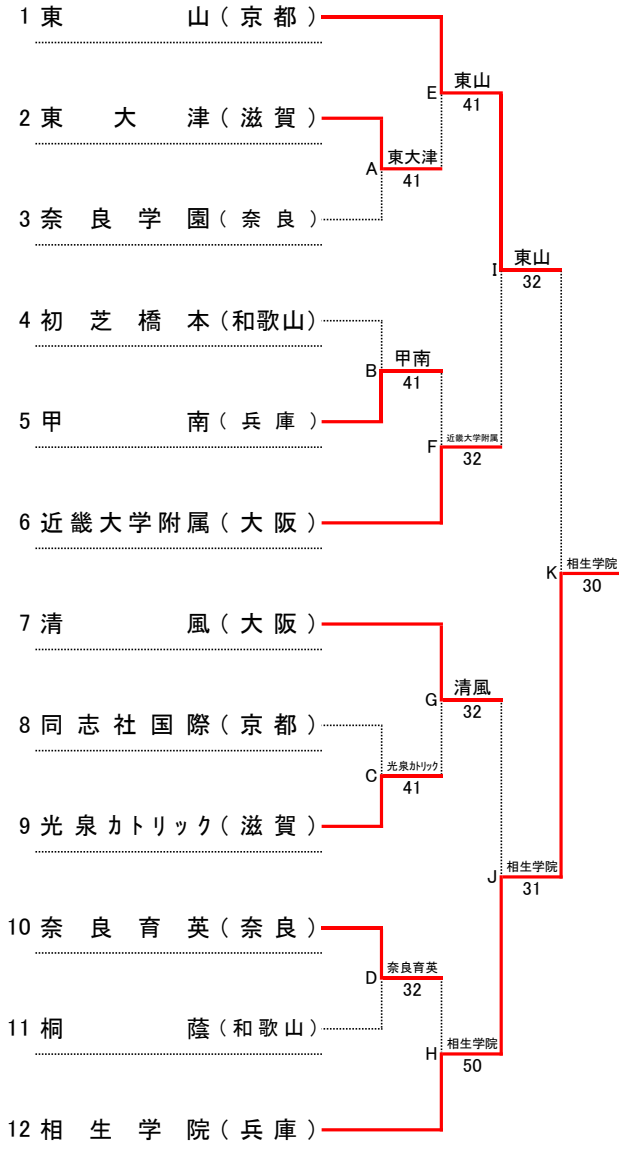 1 東山(京都)
E 東山
41
2 東大津(滋賀)
A 東大津
41
3 奈良学園(奈良)
I 東山
32
4 初芝橋本(和歌山)
B 甲南
41
5 甲南(兵庫)
F 近畿大学附属
32
6 近畿大学附属(大阪)
K 相生学院
30
7 清風(大阪)
G 清風
32
8 同志社国際(京都)
C 光泉カトリック
41
9 光泉カトリック(滋賀)
J 相生学院
31
10 奈良育英(奈良)
D 奈良育英
32
11 桐蔭(和歌山)
H 相生学院
50
12 相生学院(兵庫)